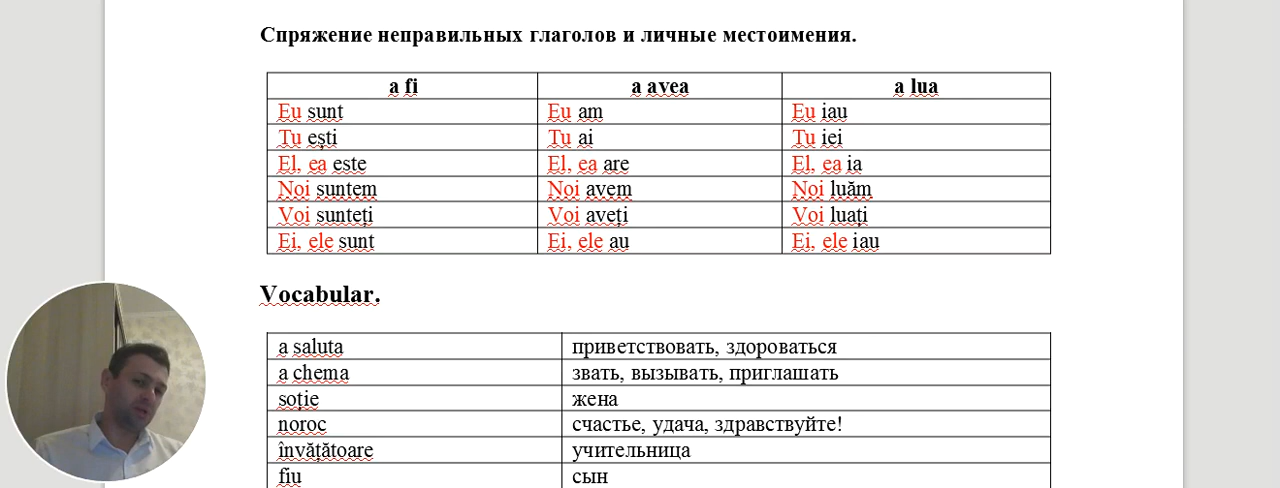 Спряжение неправильных глаголов и личные местоимения.
a fi a avea a lua
Eu sunt Eu am Eu iau
Tu ești Tu ai Tu iei
El, ea este El, ea are El, ea ia
Noi suntem Noi avem Noi luăm
Voi sunteți Voi aveți Voi luați
Ei, ele sunt Ei, ele au Ei, ele iau
Vocabular.
a saluta приветствовать, здороваться
a chema звать, вызывать, приглашать
soție жена
noroc счастье, удача, здравствуйте!
învățătoare учительница
fiu сын